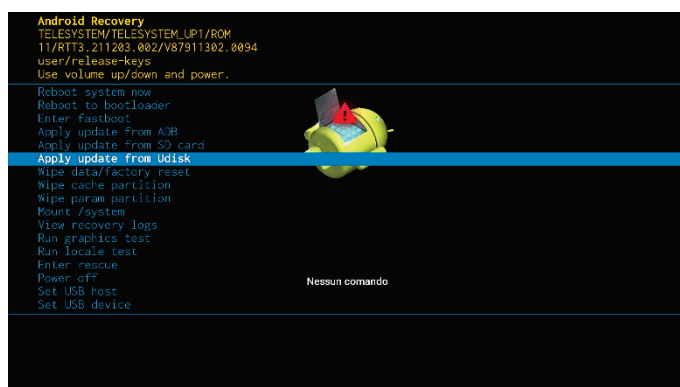 Android Recovery
TELESYSTEM/TELESYSTEM_UP1/ROM
11/RTT3.211203.002/V87911302.0094
user/release-keys
Use volume up/down and power.
Reboot system now
Reboot to bootloader
Enter fastboot
Apply update from ADB
Apply update from SD card
Apply update from Udisk
Wipe data/factory reset
Wipe cache partition
Wipe param partition
Mount /system
View recovery logs
Run graphics test
Run locale test
Enter rescue
Power off
Nessun comando
Set USB host
Set USB device